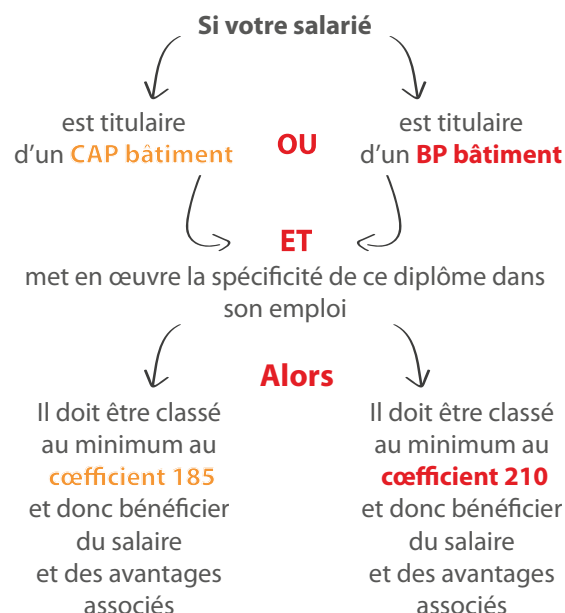 Si votre salarié
est titulaire
d'un CAP bâtiment
OU
est titulaire
d'un BP bâtiment
ET
met en œuvre la spécificité de ce diplôme dans
son emploi
Alors
Il doit être classé
au minimum au
cœfficient 185
et donc bénéficier
du salaire
et des avantages
associés
Il doit être classé
au minimum au
cœfficient 210
et donc bénéficier
du salaire
et des avantages
associés